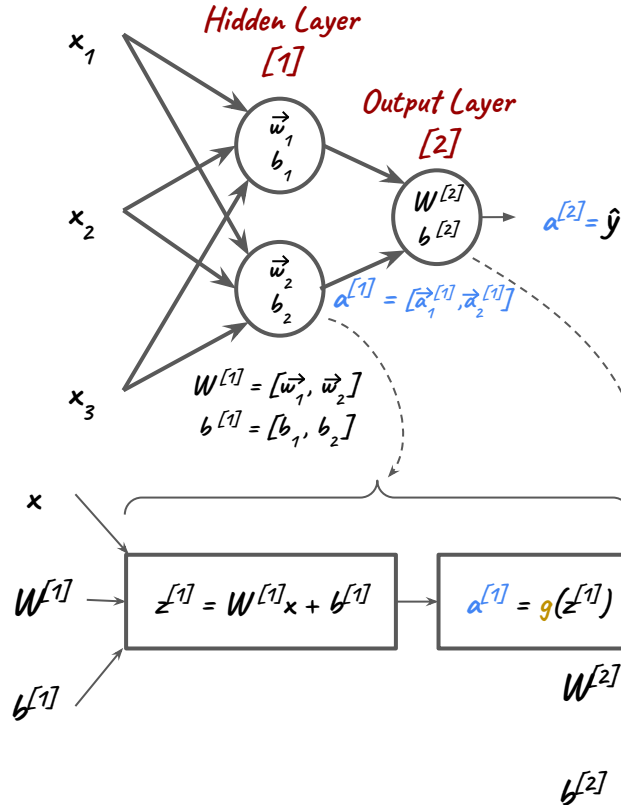 Hidden Layer
[1]
x₁
Output Layer
[2]
w⃗₁
b₁
W^[2]
b^[2]
x₂
a^[2] = ŷ
w⃗₂
b₂
a^[1] = [a⃗₁^[1], a⃗₂^[1]]
x₃
W^[1] = [w⃗₁, w⃗₂]
b^[1] = [b₁, b₂]
x
W^[1]
z^[1] = W^[1]x + b^[1]
a^[1] = g(z^[1])
b^[1]
W^[2]
b^[2]